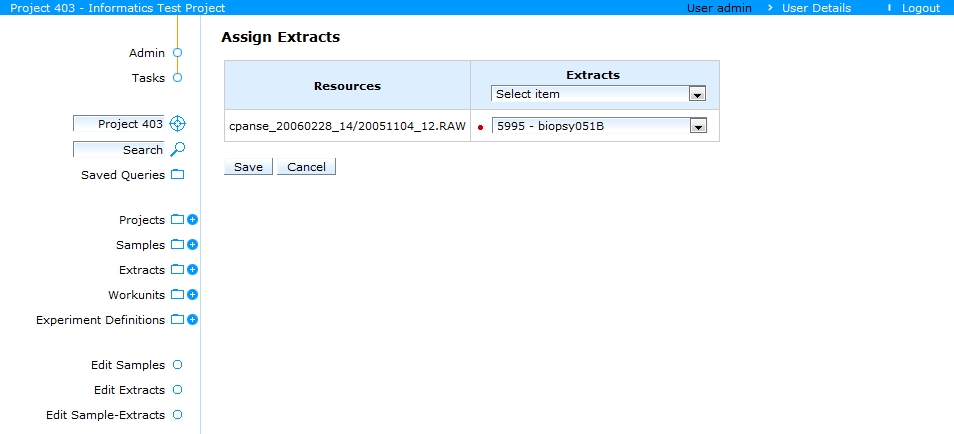 Project 403 - Informatics Test Project User admin User Details Logout
Assign Extracts
Admin
Tasks
Project 403
Search
Saved Queries
Projects
Samples
Extracts
Workunits
Experiment Definitions
Edit Samples
Edit Extracts
Edit Sample-Extracts
Resources
Extracts
Select item
cpanse_20060228_14/20051104_12.RAW
5995 - biopsy051B
Save Cancel